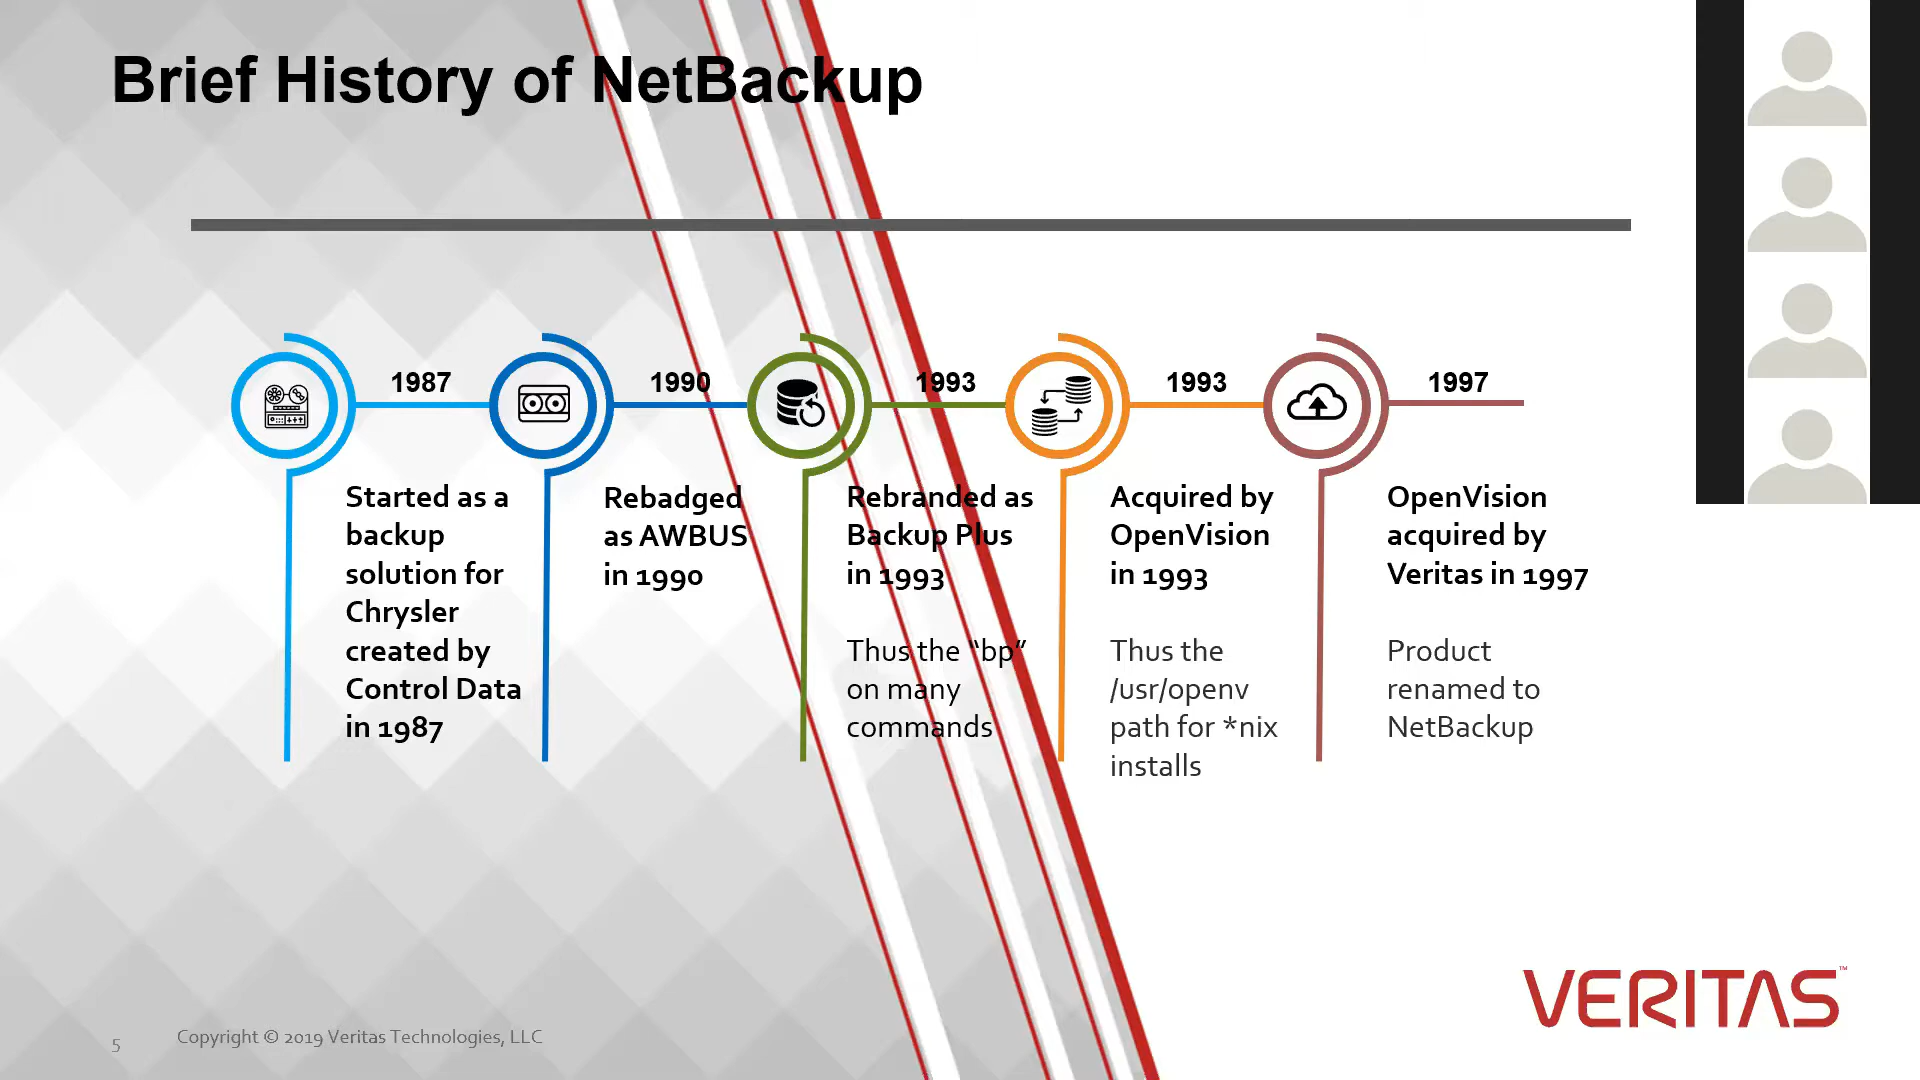 Brief History of NetBackup
1987
1990
1993
1993
1997
Started as a
backup
solution for
Chrysler
created by
Control Data
in 1987
Rebadged
as AWBUS
in 1990
Rebranded as
Backup Plus
in 1993
Thus the “bp”
on many
commands
Acquired by
OpenVision
in 1993
Thus the
/usr/openv
path for *nix
installs
OpenVision
acquired by
Veritas in 1997
Product
renamed to
NetBackup
VERITAS™
5
Copyright © 2019 Veritas Technologies, LLC